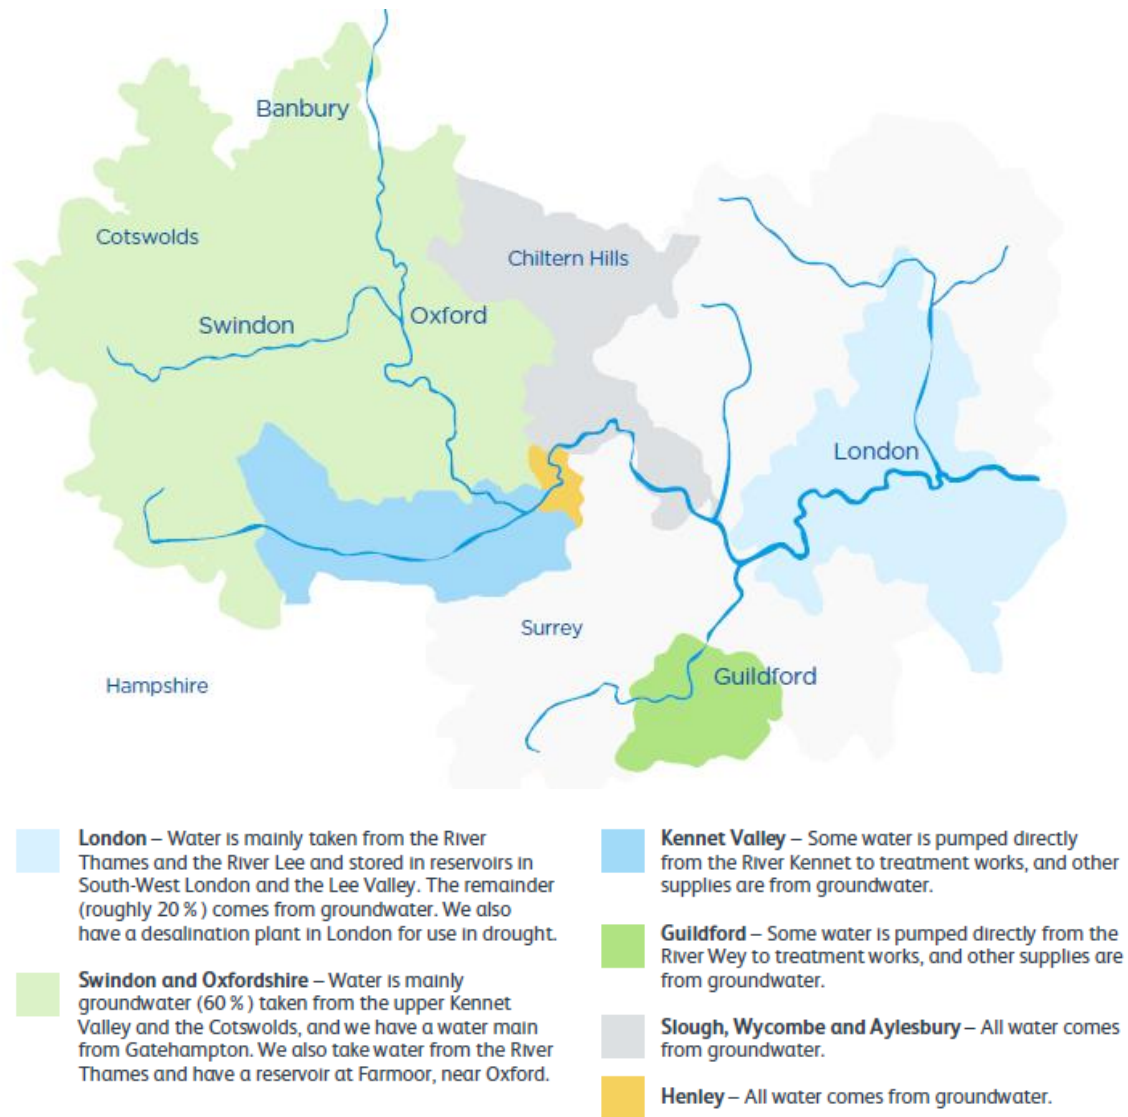 Banbury
Cotswolds
Chiltern Hills
Swindon
Oxford
London
Surrey
Guildford
Hampshire
London – Water is mainly taken from the River
Thames and the River Lee and stored in reservoirs in
South-West London and the Lee Valley. The remainder
(roughly 20 %) comes from groundwater. We also
have a desalination plant in London for use in drought.
Swindon and Oxfordshire – Water is mainly
groundwater (60 %) taken from the upper Kennet
Valley and the Cotswolds, and we have a water main
from Gatehampton. We also take water from the River
Thames and have a reservoir at Farmoor, near Oxford.
Kennet Valley – Some water is pumped directly
from the River Kennet to treatment works, and other
supplies are from groundwater.
Guildford – Some water is pumped directly from the
River Wey to treatment works, and other supplies are
from groundwater.
Slough, Wycombe and Aylesbury – All water comes
from groundwater.
Henley – All water comes from groundwater.